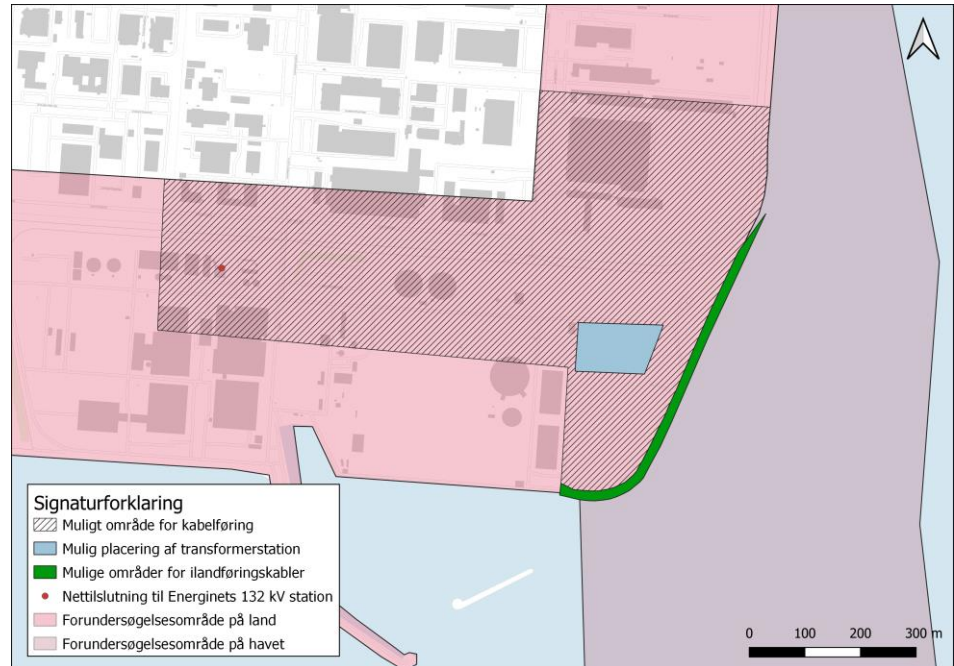 Signaturforklaring
Muligt område for kabelføring
Mulig placering af transformerstation
Mulige områder for ilandføringskabler
Nettilslutning til Energinets 132 kV station
Forundersøgelsesområde på land
Forundersøgelsesområde på havet
0 100 200 300 m